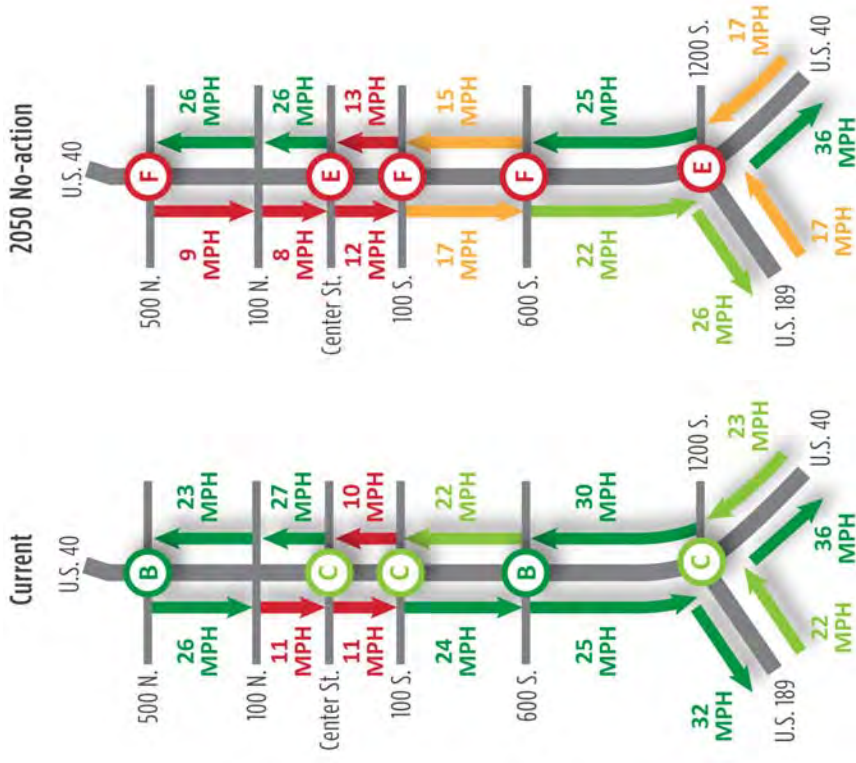 Current
U.S. 40
500 N.
B
26
MPH
23
MPH
100 N.
11
MPH
27
MPH
Center St.
C
11
MPH
10
MPH
100 S.
C
24
MPH
22
MPH
600 S.
B
25
MPH
30
MPH
1200 S.
C
32
MPH
23
MPH
U.S. 189
U.S. 40
22
MPH
36
MPH
2050 No-action
U.S. 40
500 N.
F
9
MPH
26
MPH
100 N.
8
MPH
26
MPH
Center St.
E
12
MPH
13
MPH
100 S.
F
17
MPH
15
MPH
600 S.
F
22
MPH
25
MPH
1200 S.
E
26
MPH
17
MPH
U.S. 189
U.S. 40
17
MPH
36
MPH